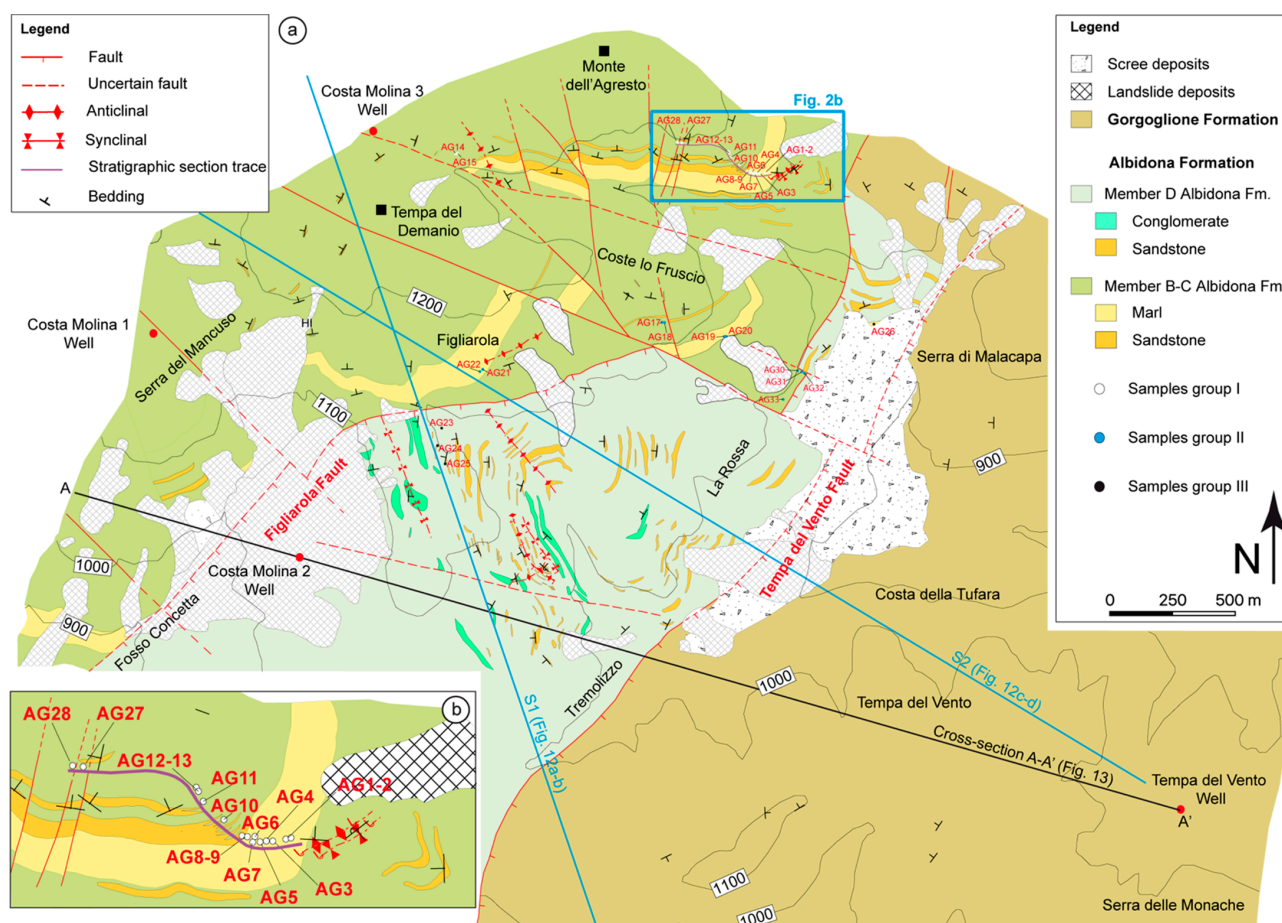 Legend
Fault
Uncertain fault
Anticlinal
Synclinal
Stratigraphic section trace
Bedding
a
Monte
dell'Agresto
Costa Molina 3
Well
Fig. 2b
AG28
AG27
AG12-13
AG11
AG10
AG6
AG4
AG1-2
AG8-9
AG7
AG5
AG3
AG14
AG15
Tempa del
Demanio
Coste lo Fruscio
1200
Costa Molina 1
Well
HI
Serra del Mancuso
Figliarola
AG17
AG18
AG19
AG20
AG26
AG22
AG21
AG30
AG31
AG32
AG33
Serra di Malacapa
1100
AG23
AG24
AG25
900
La Rossa
A
Figliarola Fault
Tempa del Vento Fault
1000
Costa Molina 2
Well
Fosso Concetta
900
Costa della Tufara
Tremolizzo
1000
S2 (Fig. 12c-d)
Tempa del Vento
S1 (Fig. 12a-b)
Cross-section A-A' (Fig. 13)
Tempa del Vento
Well
A'
1100
1000
Serra delle Monache
b
AG28
AG27
AG12-13
AG11
AG10
AG6
AG4
AG1-2
AG8-9
AG7
AG5
AG3
Legend
Scree deposits
Landslide deposits
Gorgoglione Formation
Albidona Formation
Member D Albidona Fm.
Conglomerate
Sandstone
Member B-C Albidona Fm
Marl
Sandstone
Samples group I
Samples group II
Samples group III
N
0 250 500 m